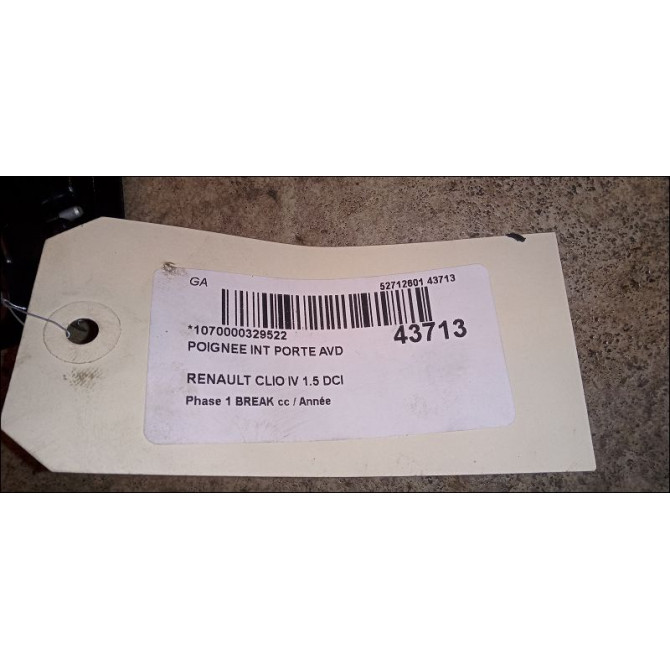 GA
52712601 43713
*1070000329522
43713
POIGNEE INT PORTE AVD
RENAULT CLIO IV 1.5 DCI
Phase 1 BREAK cc / Année